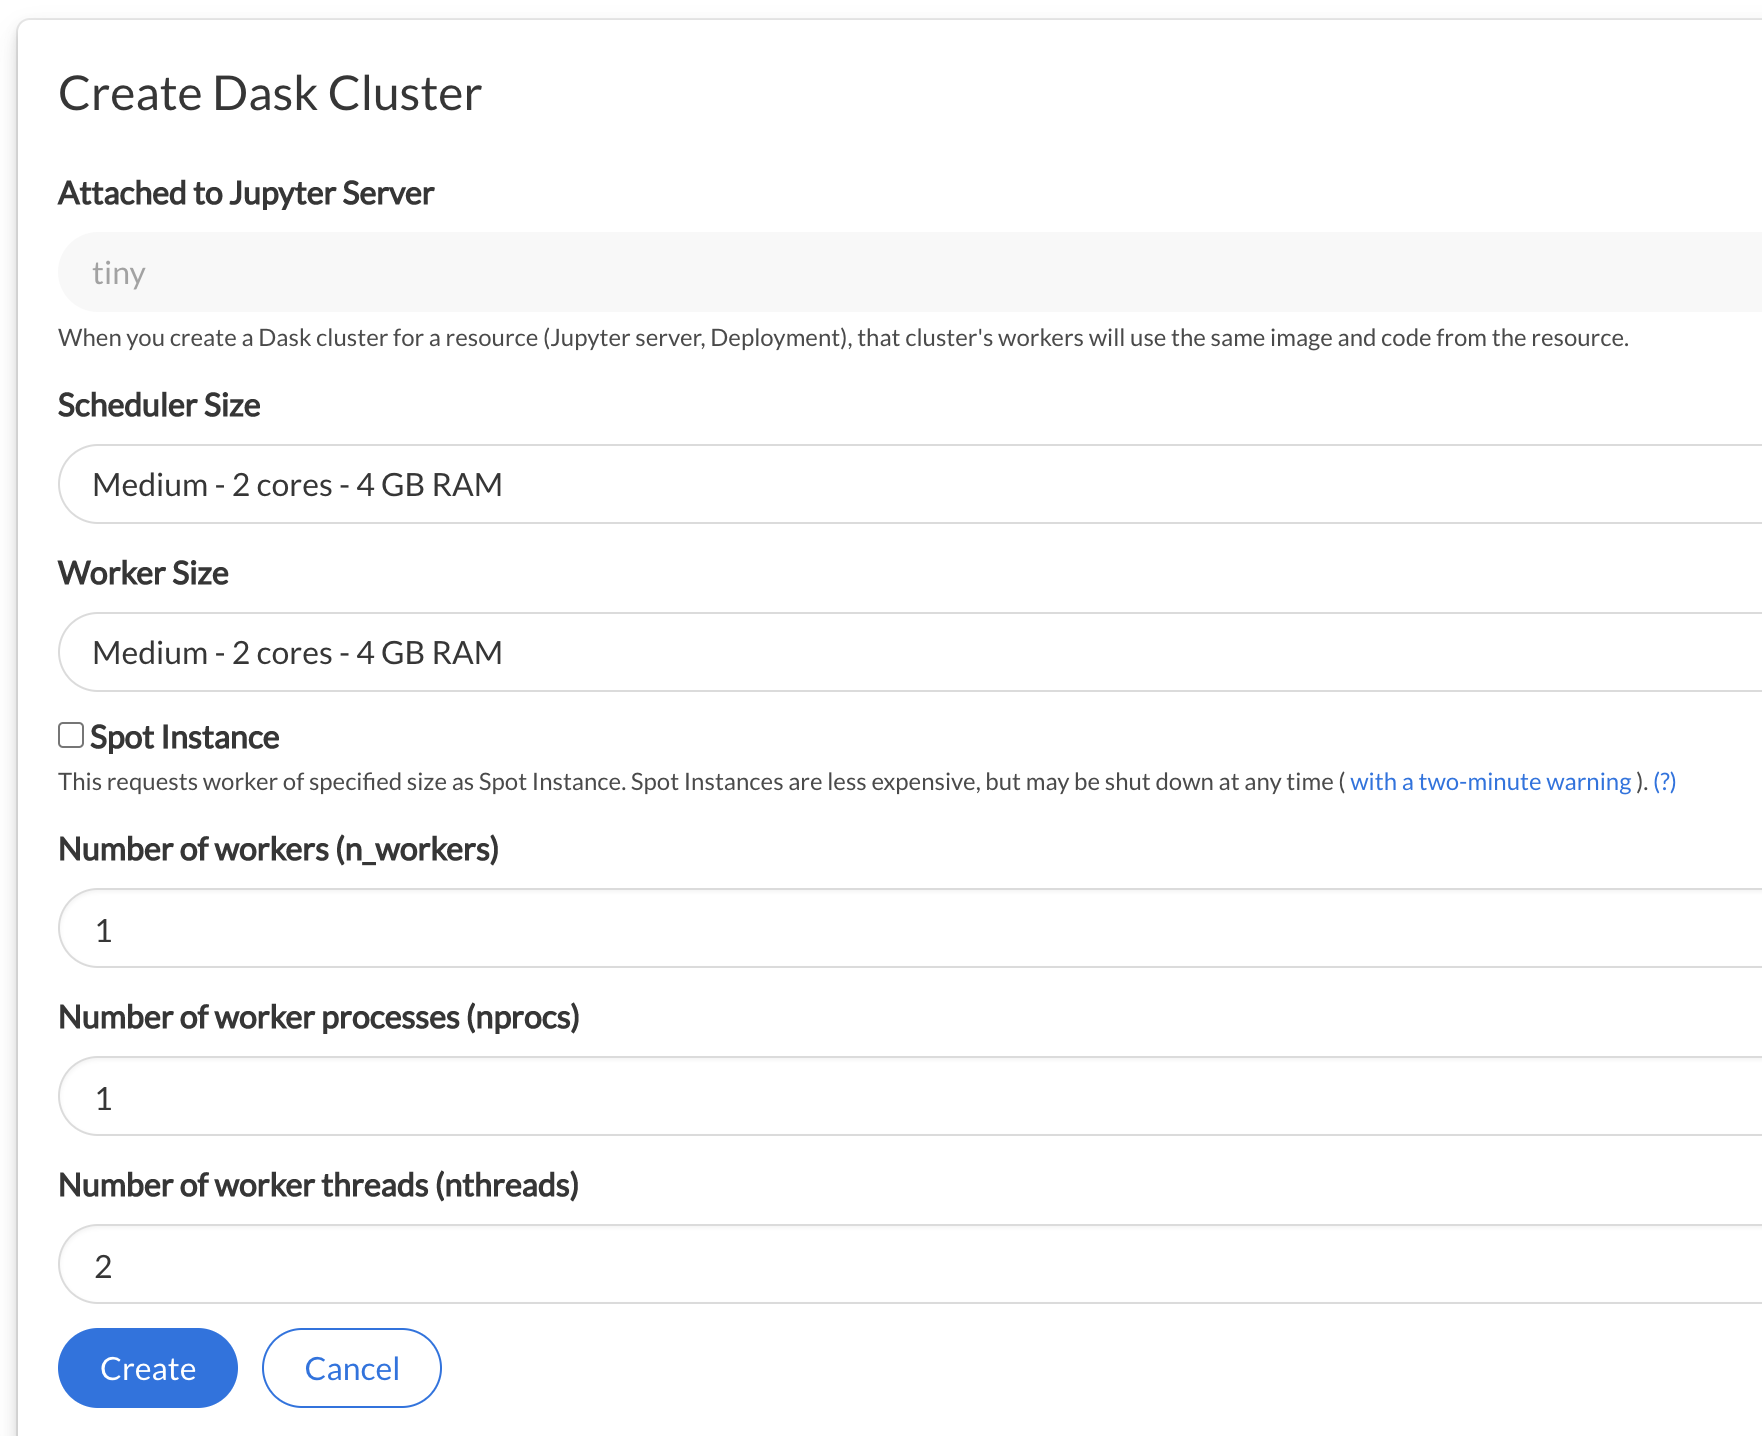 Create Dask Cluster
Attached to Jupyter Server
tiny
When you create a Dask cluster for a resource (Jupyter server, Deployment), that cluster's workers will use the same image and code from the resource.
Scheduler Size
Medium - 2 cores - 4 GB RAM
Worker Size
Medium - 2 cores - 4 GB RAM
Spot Instance
This requests worker of specified size as Spot Instance. Spot Instances are less expensive, but may be shut down at any time ( with a two-minute warning ). (?)
Number of workers (n_workers)
1
Number of worker processes (nprocs)
1
Number of worker threads (nthreads)
2
Create Cancel